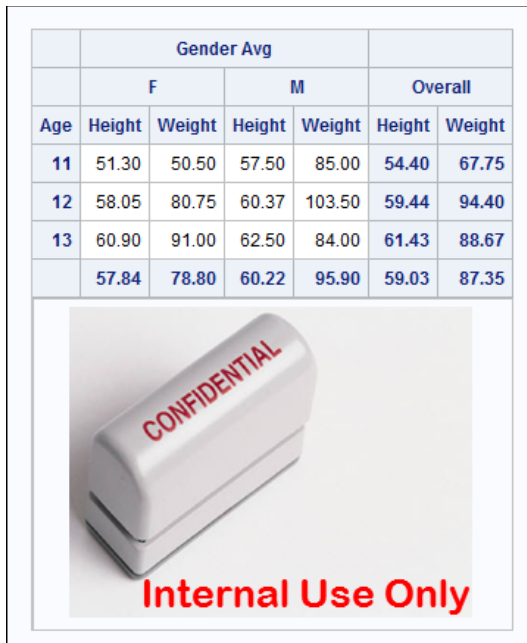 Gender Avg
F M Overall
Age Height Weight Height Weight Height Weight
11 51.30 50.50 57.50 85.00 54.40 67.75
12 58.05 80.75 60.37 103.50 59.44 94.40
13 60.90 91.00 62.50 84.00 61.43 88.67
57.84 78.80 60.22 95.90 59.03 87.35
CONFIDENTIAL
Internal Use Only